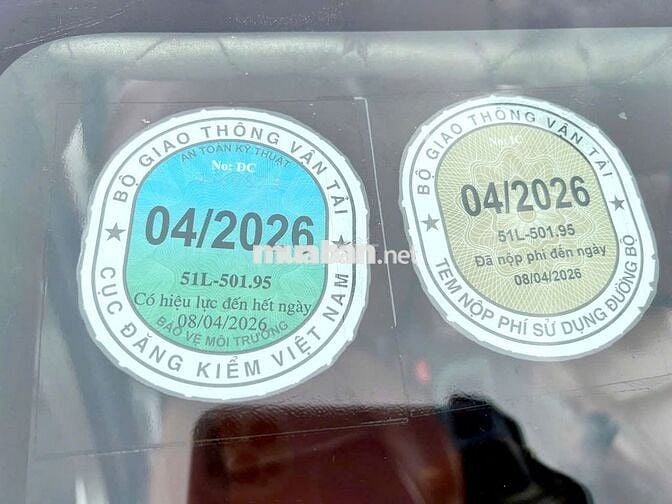 BỘ GIAO THÔNG VẬN TẢI
AN TOÀN KỸ THUẬT
No: DC
04/2026
51L-501.95
Có hiệu lực đến hết ngày
08/04/2026
BẢO VỆ MÔI TRƯỜNG
CỤC ĐĂNG KIỂM VIỆT NAM
muaban.net
BỘ GIAO THÔNG VẬN TẢI
No: IC
04/2026
51L-501.95
Đã nộp phí đến ngày
08/04/2026
TEM NỘP PHÍ SỬ DỤNG ĐƯỜNG BỘ